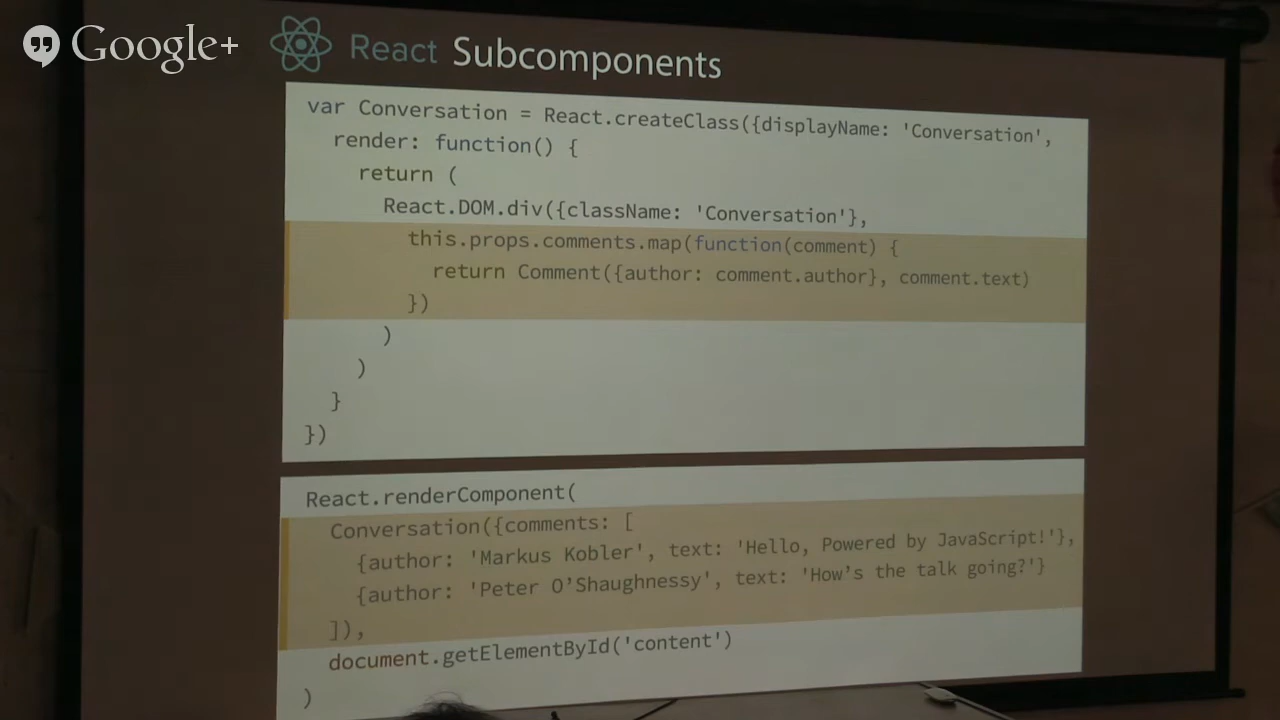 Google+
React Subcomponents
var Conversation = React.createClass({displayName: 'Conversation',
render: function() {
return (
React.DOM.div({className: 'Conversation'},
this.props.comments.map(function(comment) {
return Comment({author: comment.author}, comment.text)
})
)
)
}
})
React.renderComponent(
Conversation({comments: [
{author: 'Markus Kobler', text: 'Hello, Powered by JavaScript!'},
{author: 'Peter O’Shaughnessy', text: 'How’s the talk going?'}
]),
document.getElementById('content')
)